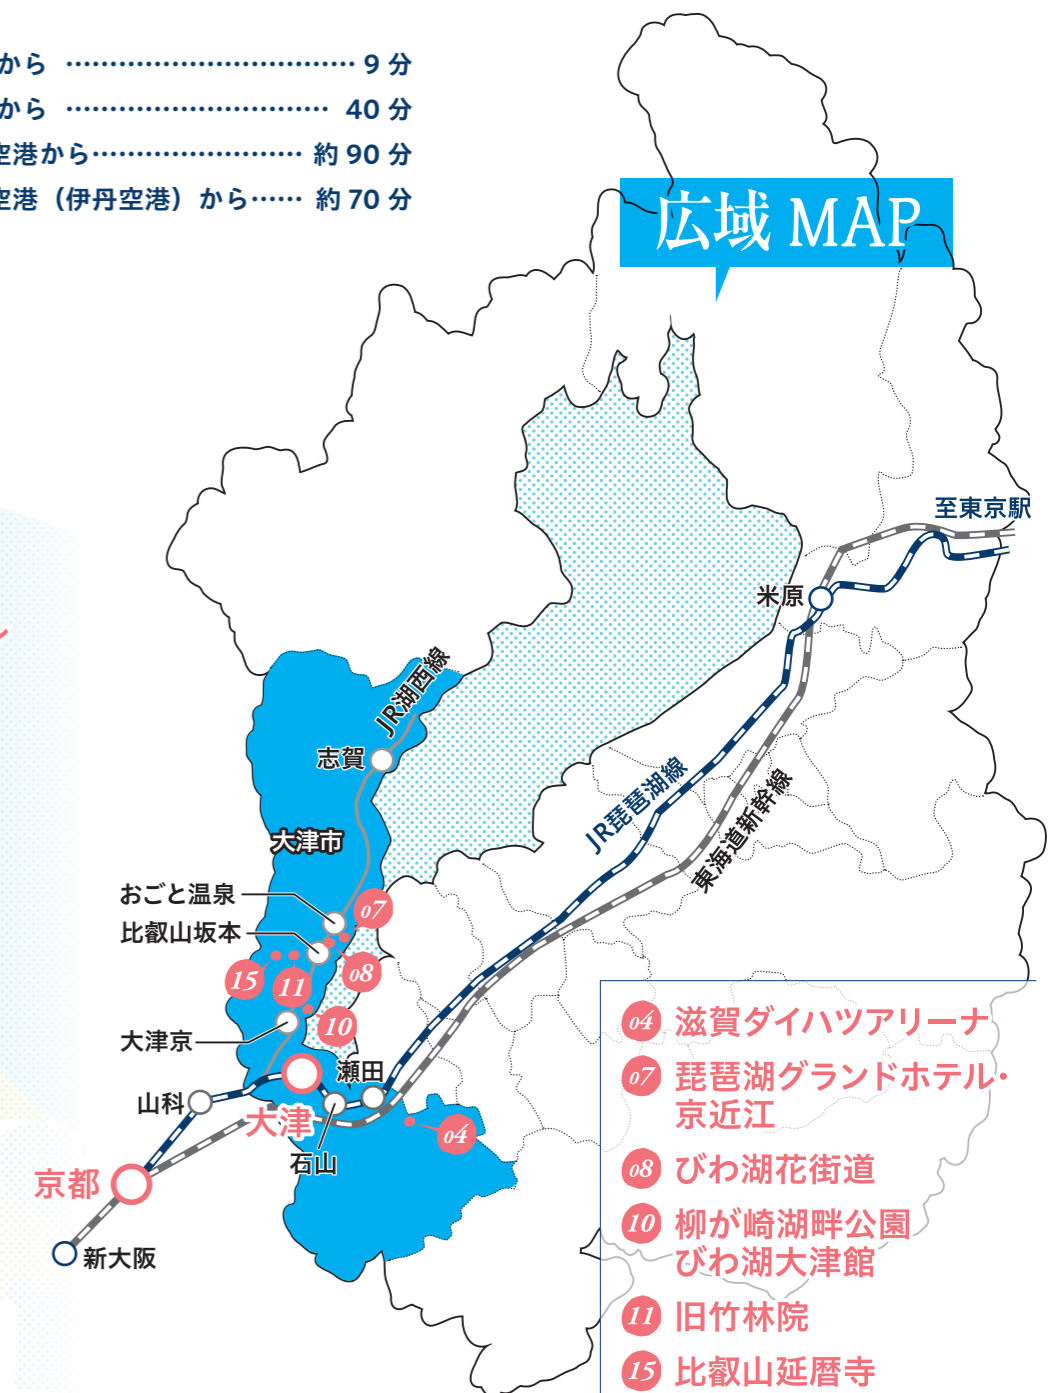 から ………………………… 9 分
から ……………………… 40 分
空港から…………………… 約 90 分
空港（伊丹空港）から…… 約 70 分
広域 MAP
至東京駅
米原
JR湖西線
志賀
JR琵琶湖線
東海道新幹線
大津市
おごと温泉
07
比叡山坂本
08
15
11
10
大津京
瀬田
山科
大津
04
石山
京都
新大阪
04 滋賀ダイハツアリーナ
07 琵琶湖グランドホテル・
京近江
08 びわ湖花街道
10 柳が崎湖畔公園
びわ湖大津館
11 旧竹林院
15 比叡山延暦寺